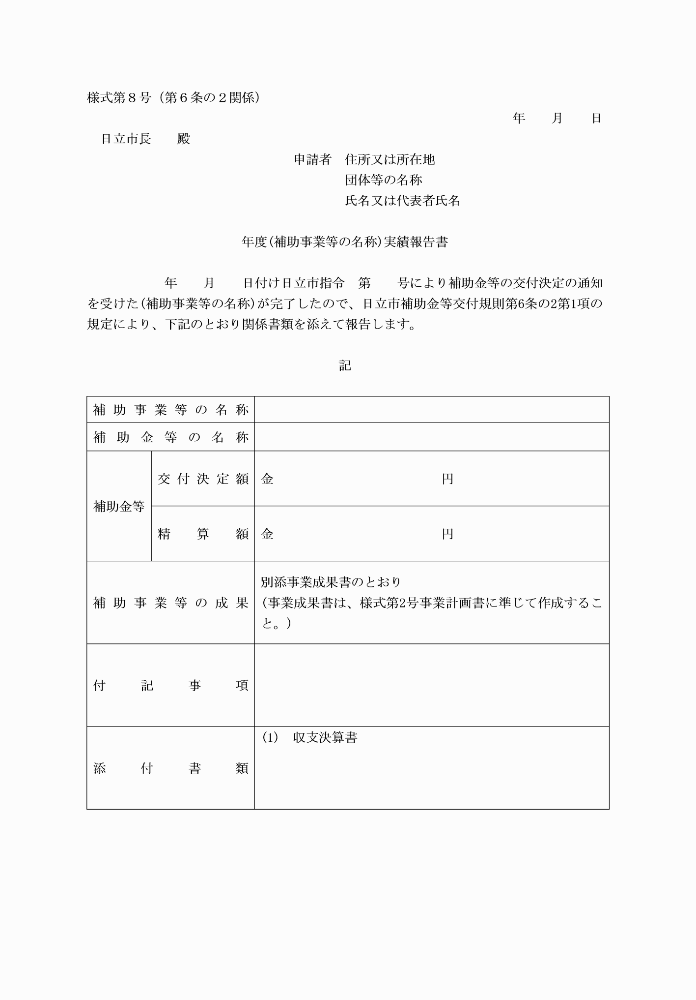 様式第８号（第６条の２関係）
年　　月　　日
日立市長　　殿
申請者　住所又は所在地
団体等の名称
氏名又は代表者氏名
年度(補助事業等の名称)実績報告書
年　　月　　日付け日立市指令　第　　号により補助金等の交付決定の通知
を受けた(補助事業等の名称)が完了したので、日立市補助金等交付規則第6条の2第1項の
規定により、下記のとおり関係書類を添えて報告します。
記
補助事業等の名称
補助金等の名称
補助金等
交付決定額　金　　　　円
精算額　金　　　　円
補助事業等の成果
別添事業成果書のとおり
(事業成果書は、様式第2号事業計画書に準じて作成するこ
と。)
付記事項
添付書類
(1)　収支決算書